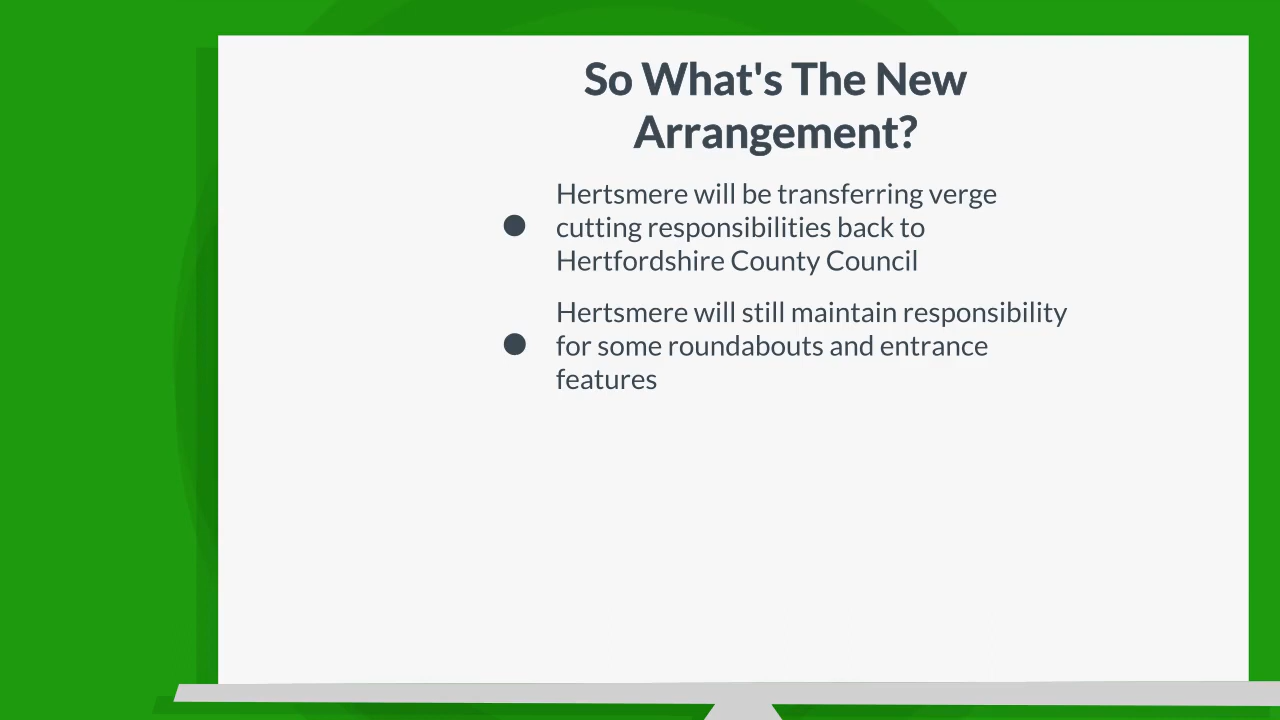 So What's The New
Arrangement?
Hertsmere will be transferring verge
cutting responsibilities back to
Hertfordshire County Council
Hertsmere will still maintain responsibility
for some roundabouts and entrance
features